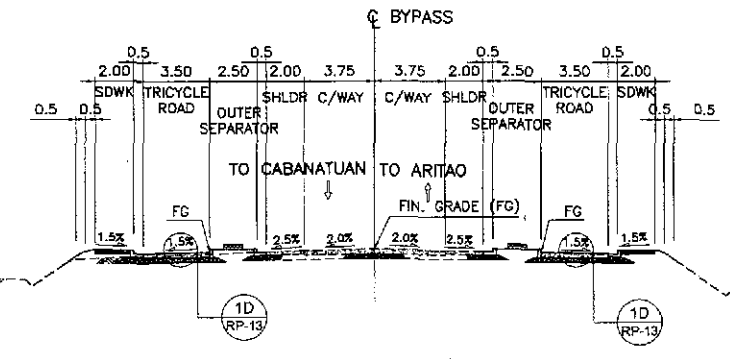 ℄ BYPASS
0.5 0.5 0.5 0.5
2.00 3.50 2.50 2.00 3.75 3.75 2.00 2.50 3.50 2.00
SDWK TRICYCLE ROAD OUTER SEPARATOR SHLDR C/WAY C/WAY SHLDR OUTER SEPARATOR TRICYCLE ROAD SDWK
0.5 0.5 0.5 0.5
TO CABANATUAN TO ARITAO
FG FIN. GRADE (FG) FG
1.5% 1.5% 2.5% 2.0% 2.0% 2.5% 1.5% 1.5%
1D 1D
RP-13 RP-13